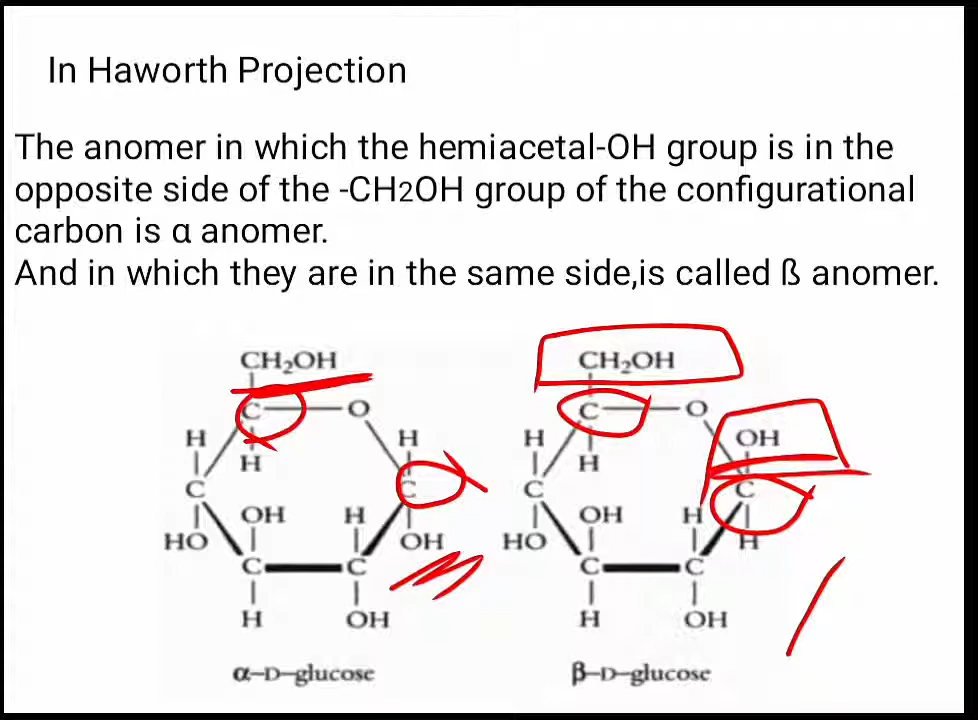 In Haworth Projection
The anomer in which the hemiacetal-OH group is in the
opposite side of the -CH2OH group of the configurational
carbon is α anomer.
And in which they are in the same side,is called ß anomer.
CH₂OH CH₂OH
C O C O
H H H OH
H H
C C C C
OH H OH H
HO OH HO H
C C C C
H OH H OH
α-D-glucose β-D-glucose